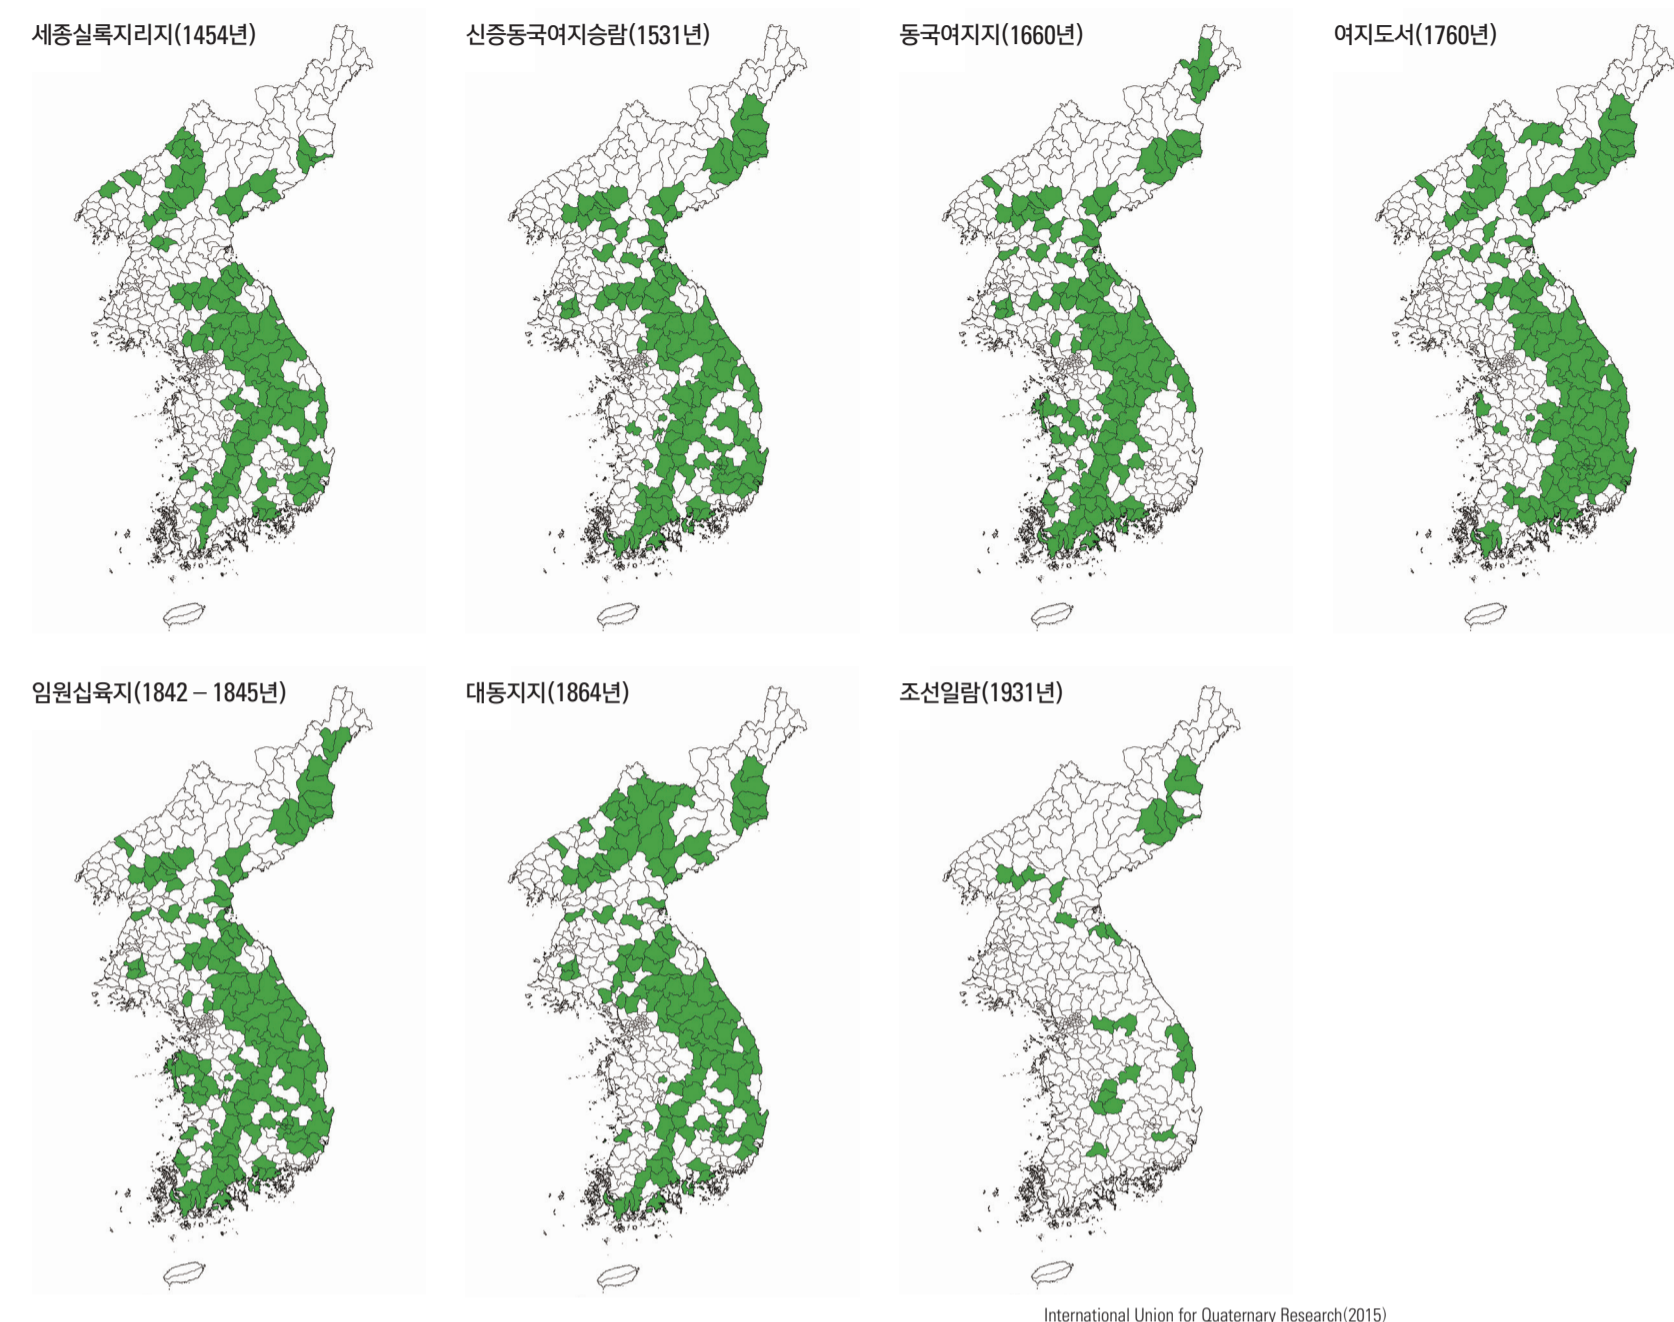 세종실록지리지(1454년)
신증동국여지승람(1531년)
동국여지지(1660년)
여지도서(1760년)
임원십육지(1842 – 1845년)
대동지지(1864년)
조선일람(1931년)
International Union for Quaternary Research(2015)